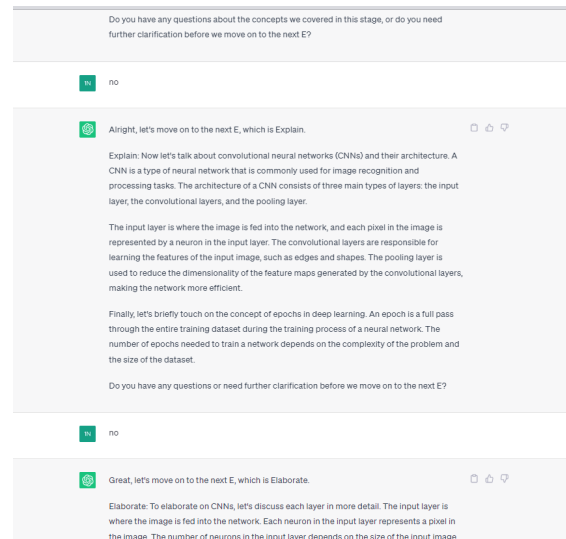 Do you have any questions about the concepts we covered in this stage, or do you need
further clarification before we move on to the next E?
1N
no
Alright, let's move on to the next E, which is Explain.
Explain: Now let's talk about convolutional neural networks (CNNs) and their architecture. A
CNN is a type of neural network that is commonly used for image recognition and
processing tasks. The architecture of a CNN consists of three main types of layers: the input
layer, the convolutional layers, and the pooling layer.
The input layer is where the image is fed into the network, and each pixel in the image is
represented by a neuron in the input layer. The convolutional layers are responsible for
learning the features of the input image, such as edges and shapes. The pooling layer is
used to reduce the dimensionality of the feature maps generated by the convolutional layers,
making the network more efficient.
Finally, let's briefly touch on the concept of epochs in deep learning. An epoch is a full pass
through the entire training dataset during the training process of a neural network. The
number of epochs needed to train a network depends on the complexity of the problem and
the size of the dataset.
Do you have any questions or need further clarification before we move on to the next E?
1N
no
Great, let's move on to the next E, which is Elaborate.
Elaborate: To elaborate on CNNs, let's discuss each layer in more detail. The input layer is
where the image is fed into the network. Each neuron in the input layer represents a pixel in
the image. The number of neurons in the input layer depends on the size of the input image.